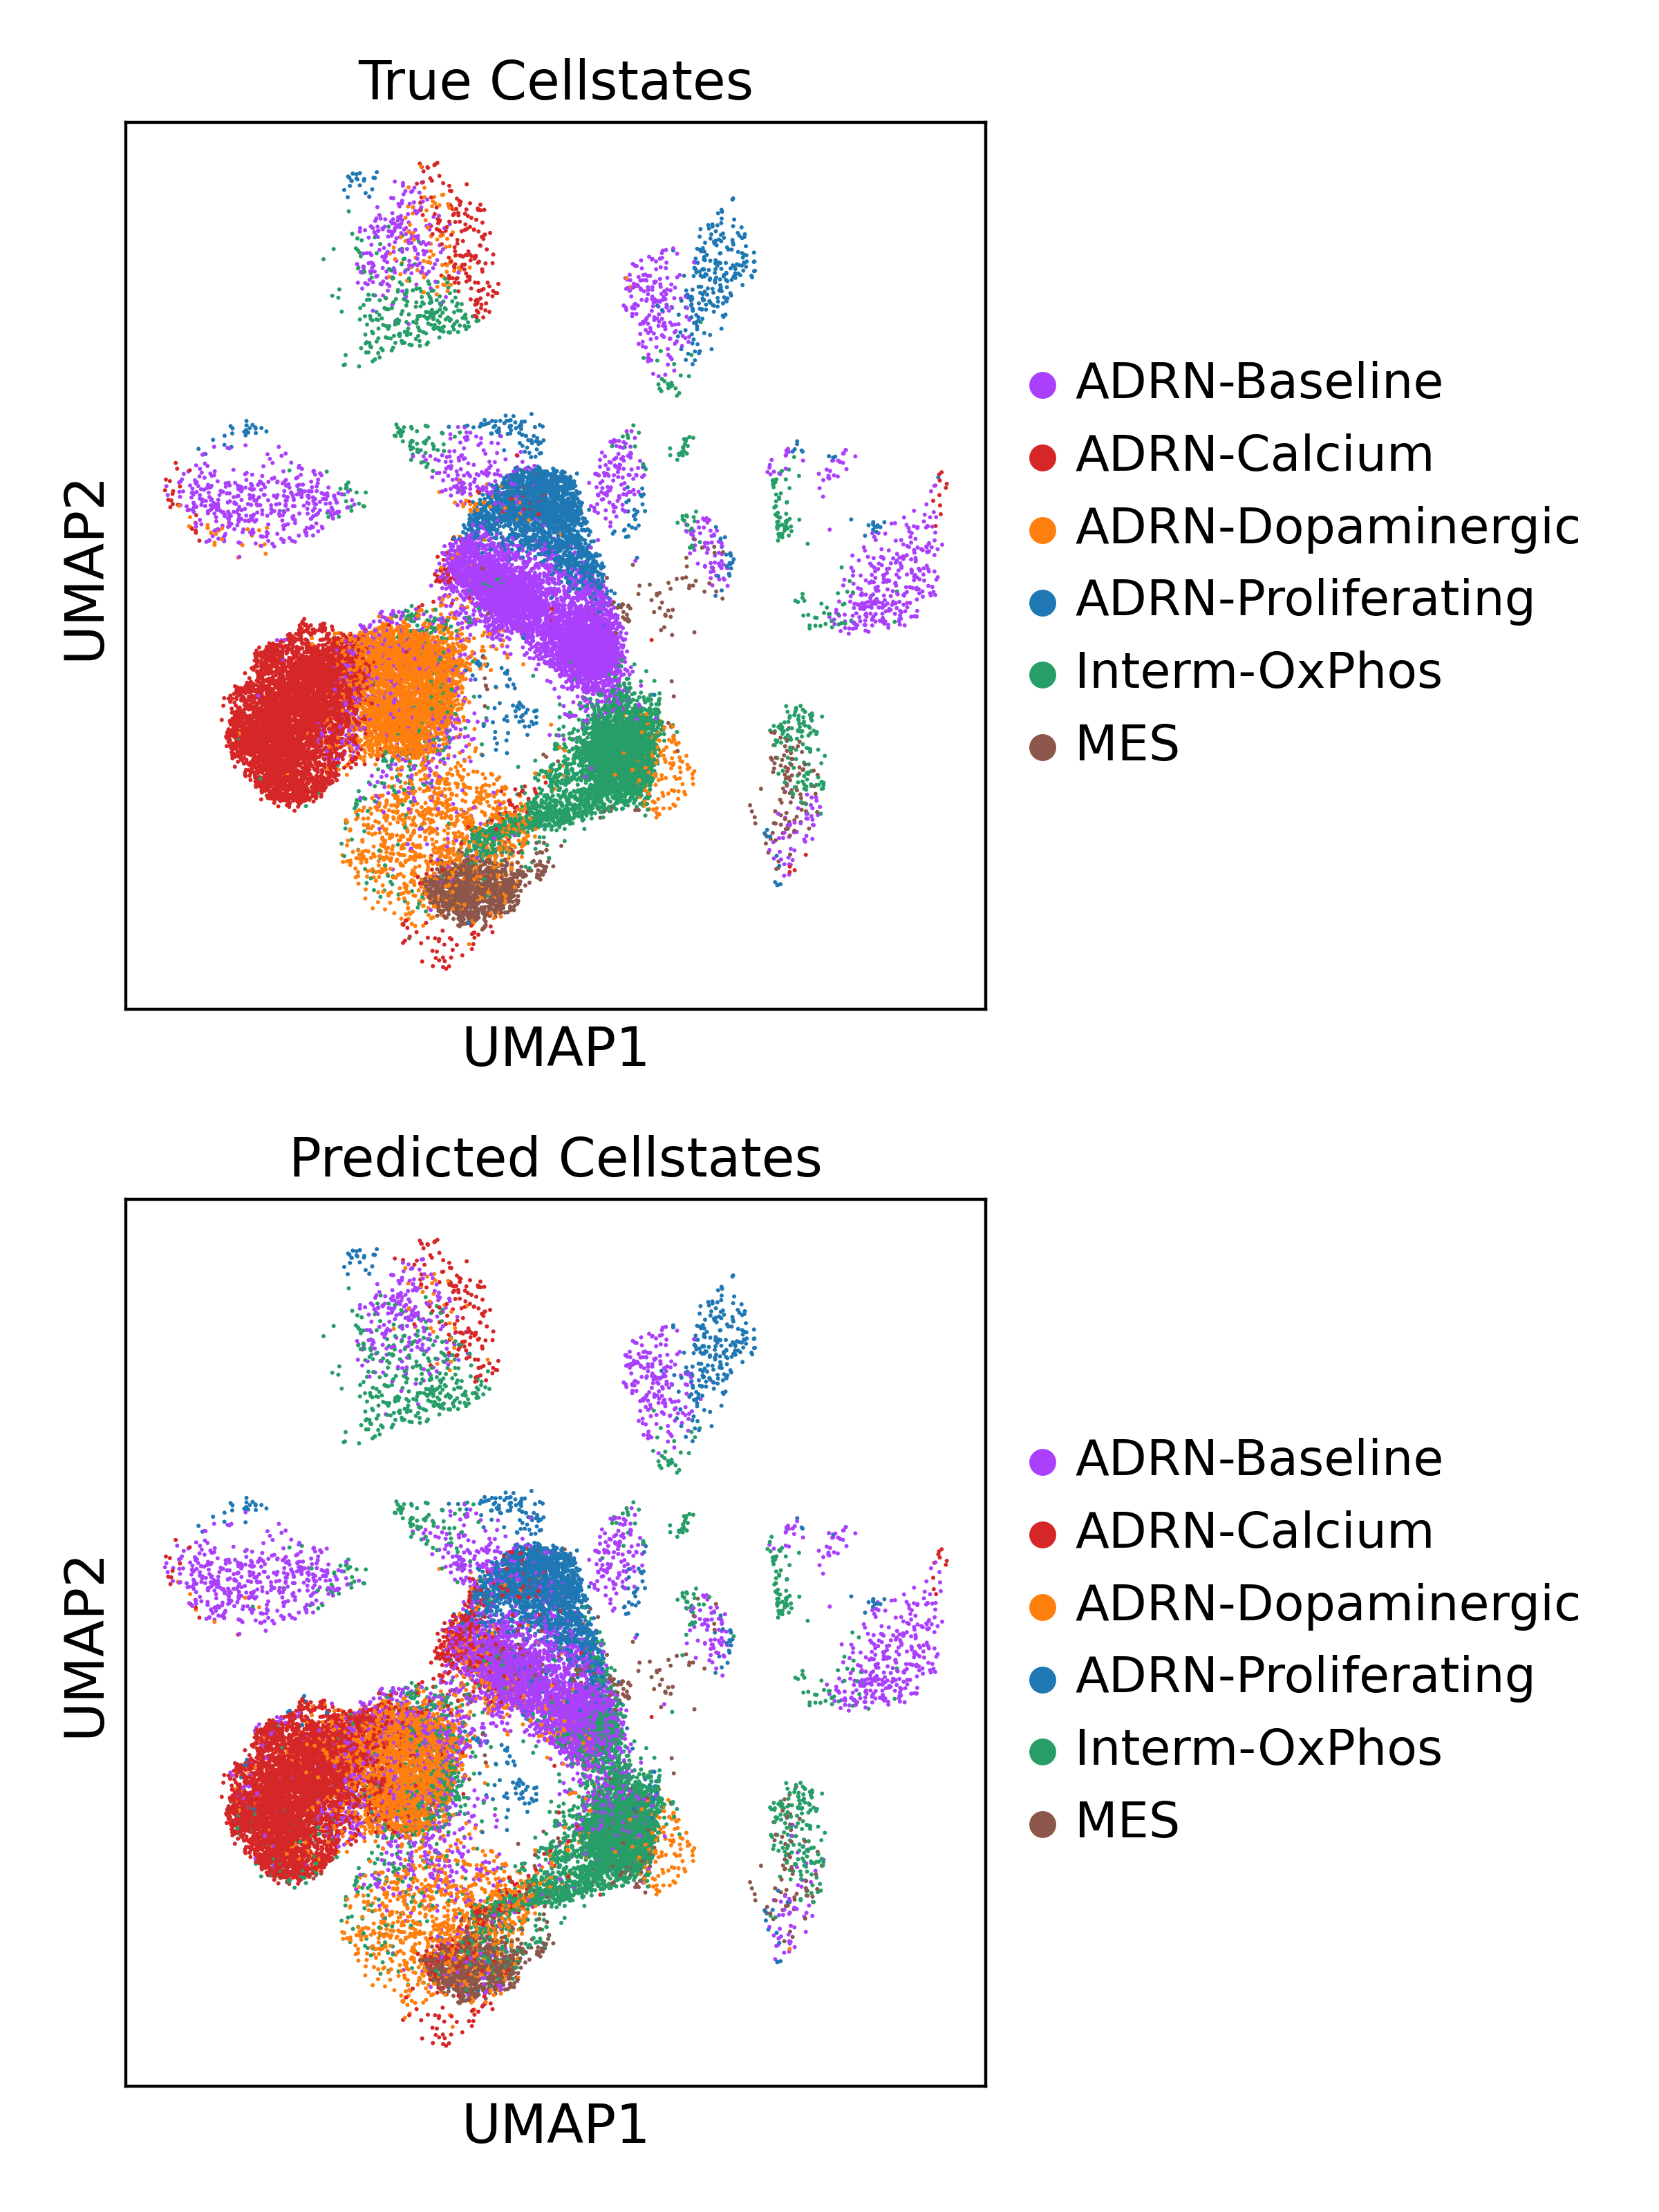 True Cellstates
UMAP2
UMAP1
ADRN-Baseline
ADRN-Calcium
ADRN-Dopaminergic
ADRN-Proliferating
Interm-OxPhos
MES
Predicted Cellstates
UMAP2
UMAP1
ADRN-Baseline
ADRN-Calcium
ADRN-Dopaminergic
ADRN-Proliferating
Interm-OxPhos
MES